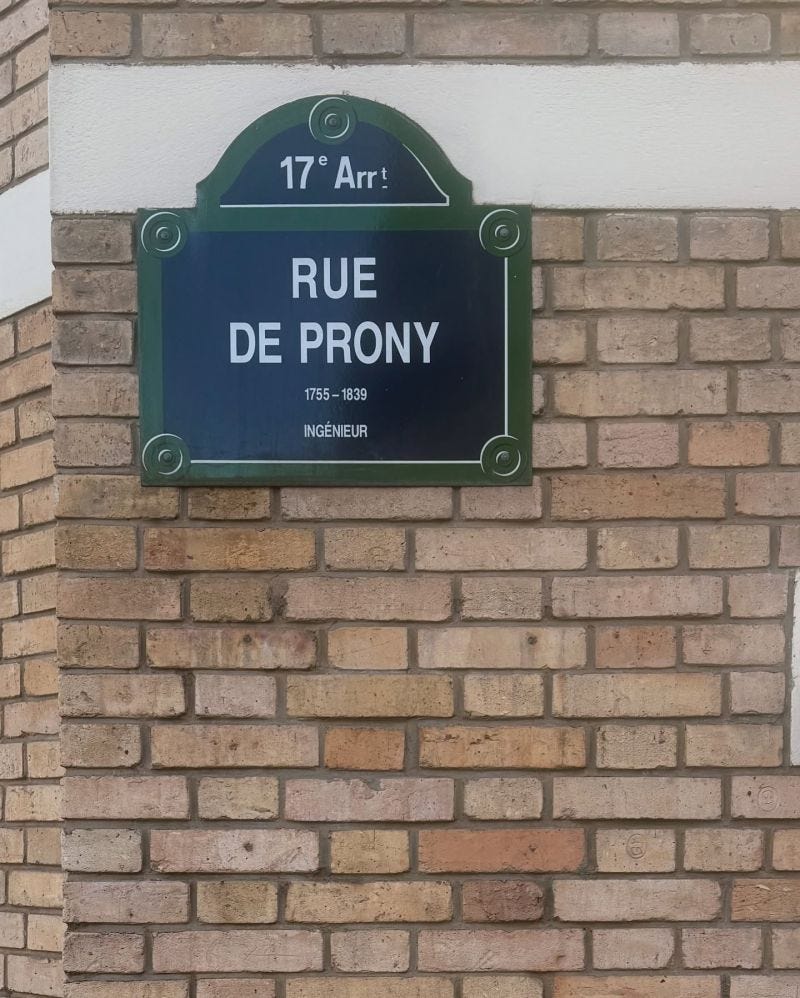 17e Arrt
RUE
DE PRONY
1755 – 1839
INGÉNIEUR